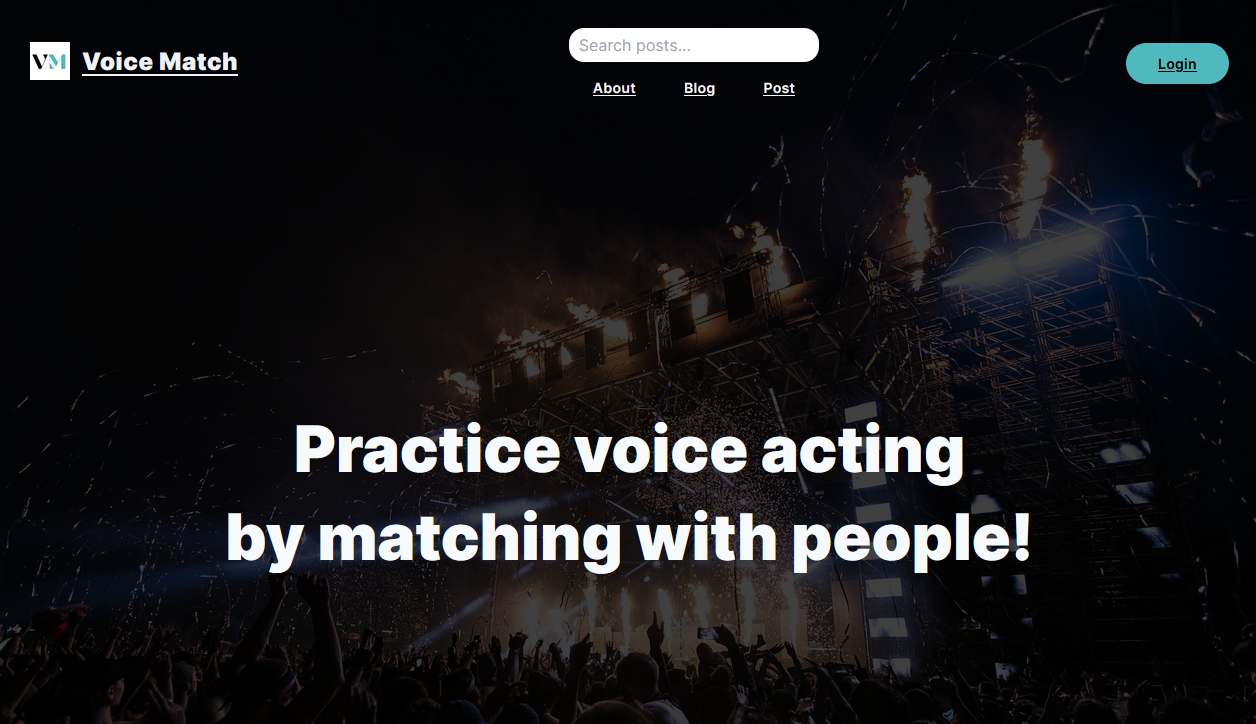 VM Voice Match
Search posts...
About Blog Post
Login
Practice voice acting
by matching with people!